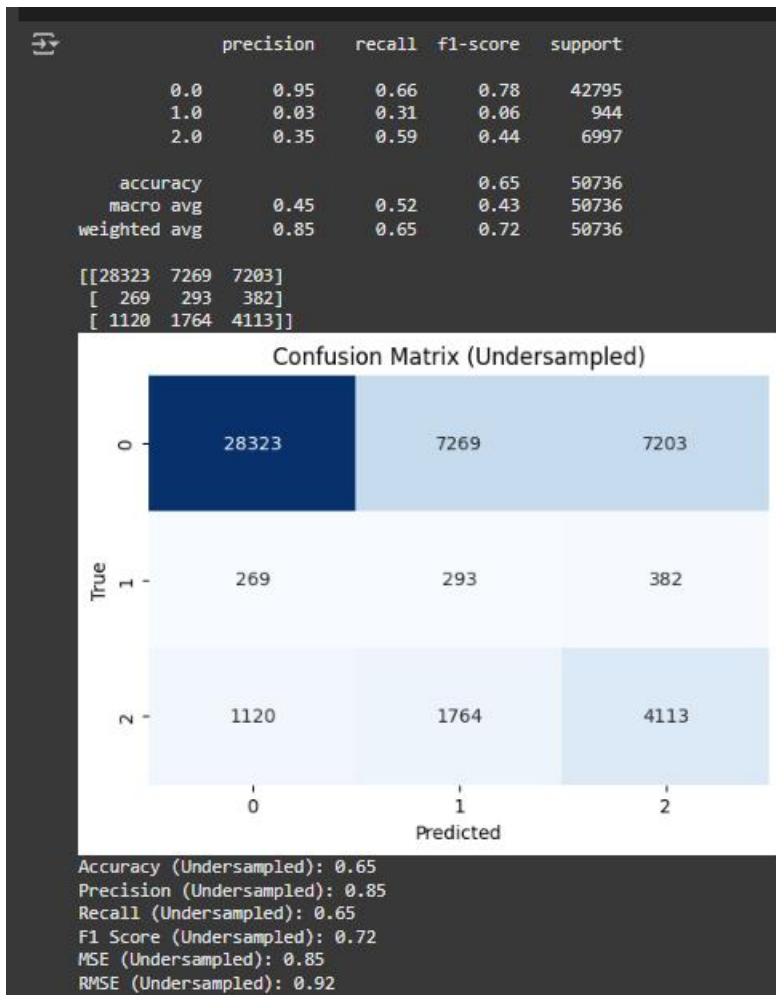 precision recall f1-score support
0.0 0.95 0.66 0.78 42795
1.0 0.03 0.31 0.06 944
2.0 0.35 0.59 0.44 6997
accuracy 0.65 50736
macro avg 0.45 0.52 0.43 50736
weighted avg 0.85 0.65 0.72 50736
[[28323 7269 7203]
[ 269 293 382]
[ 1120 1764 4113]]
Confusion Matrix (Undersampled)
0 28323 7269 7203
True
1 269 293 382
2 1120 1764 4113
0 1 2
Predicted
Accuracy (Undersampled): 0.65
Precision (Undersampled): 0.85
Recall (Undersampled): 0.65
F1 Score (Undersampled): 0.72
MSE (Undersampled): 0.85
RMSE (Undersampled): 0.92